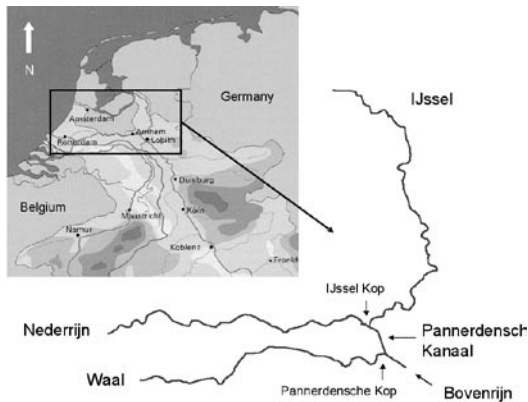 N
Amsterdam
Rotterdam
Arnhem
Lobith
Germany
Duisburg
Belgium
Maastricht
Köln
Namur
Koblenz
IJssel
IJssel Kop
Nederrijn
Pannerdensch
Kanaal
Waal
Pannerdensche Kop
Bovenrijn